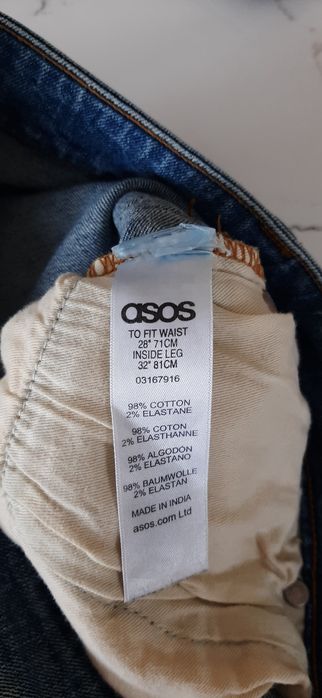 asos
TO FIT WAIST
28" 71CM
INSIDE LEG
32" 81CM
03167916
98% COTTON
2% ELASTANE
98% COTON
2% ELASTHANNE
98% ALGODÓN
2% ELASTANO
98% BAUMWOLLE
2% ELASTAN
MADE IN INDIA
asos.com Ltd